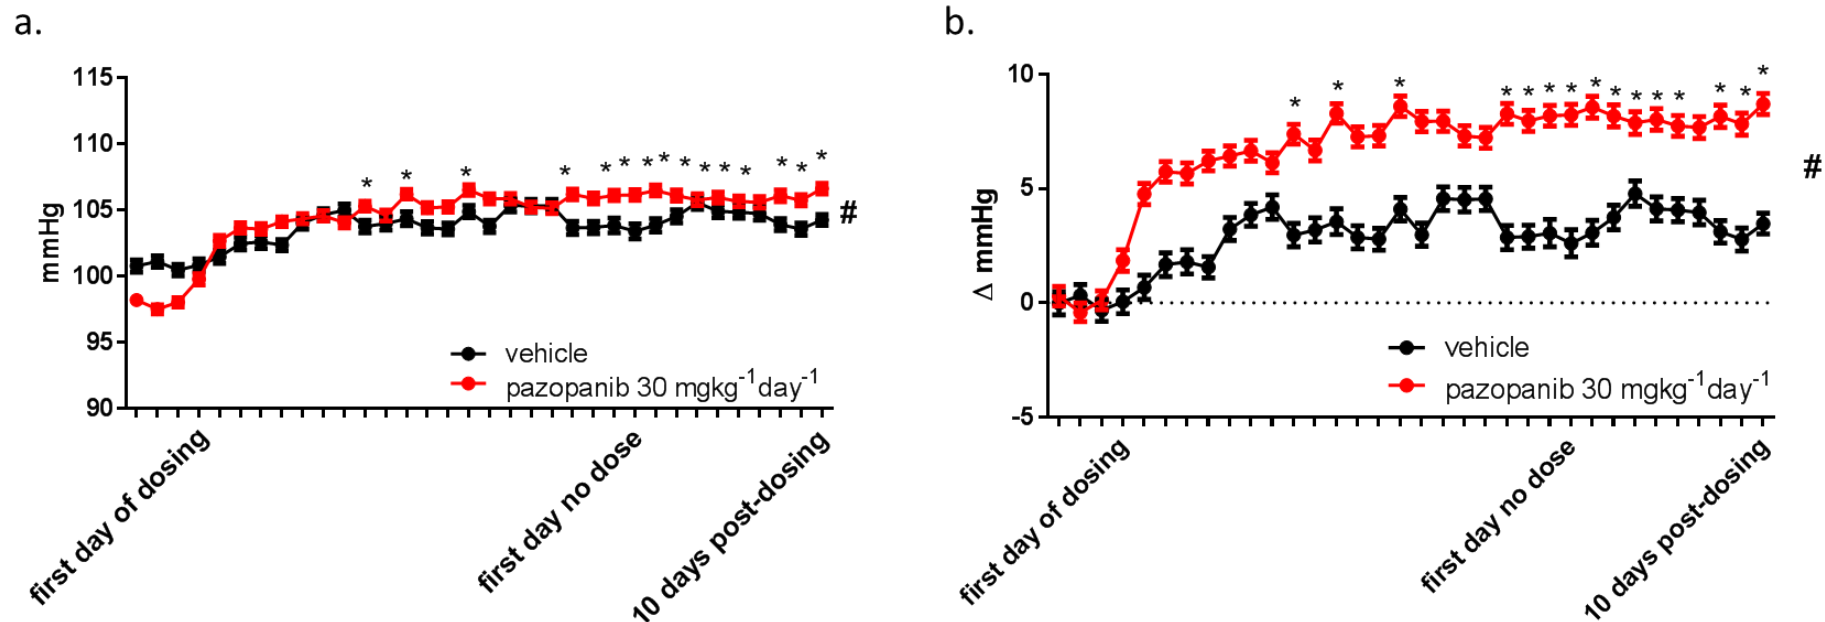 a.
115
110
105
100
95
90
mmHg
* * * * * * * * * * * * * * * *
#
vehicle
pazopanib 30 mgkg⁻¹day⁻¹
first day of dosing
first day no dose
10 days post-dosing
b.
10
5
0
-5
Δ mmHg
* * * * * * * * * * * * * * *
#
vehicle
pazopanib 30 mgkg⁻¹day⁻¹
first day of dosing
first day no dose
10 days post-dosing